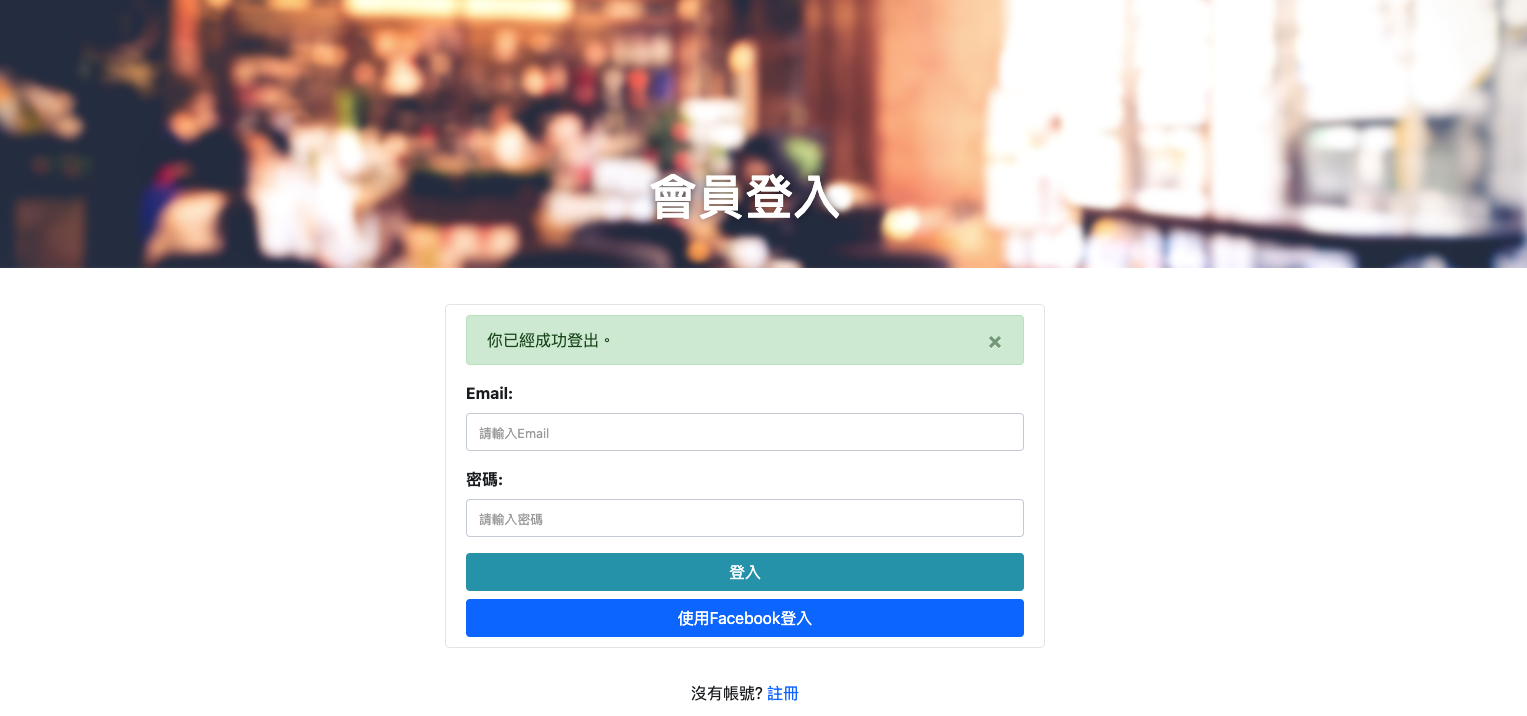 會員登入
你已經成功登出。 ×
Email:
請輸入Email
密碼:
請輸入密碼
登入
使用Facebook登入
沒有帳號? 註冊